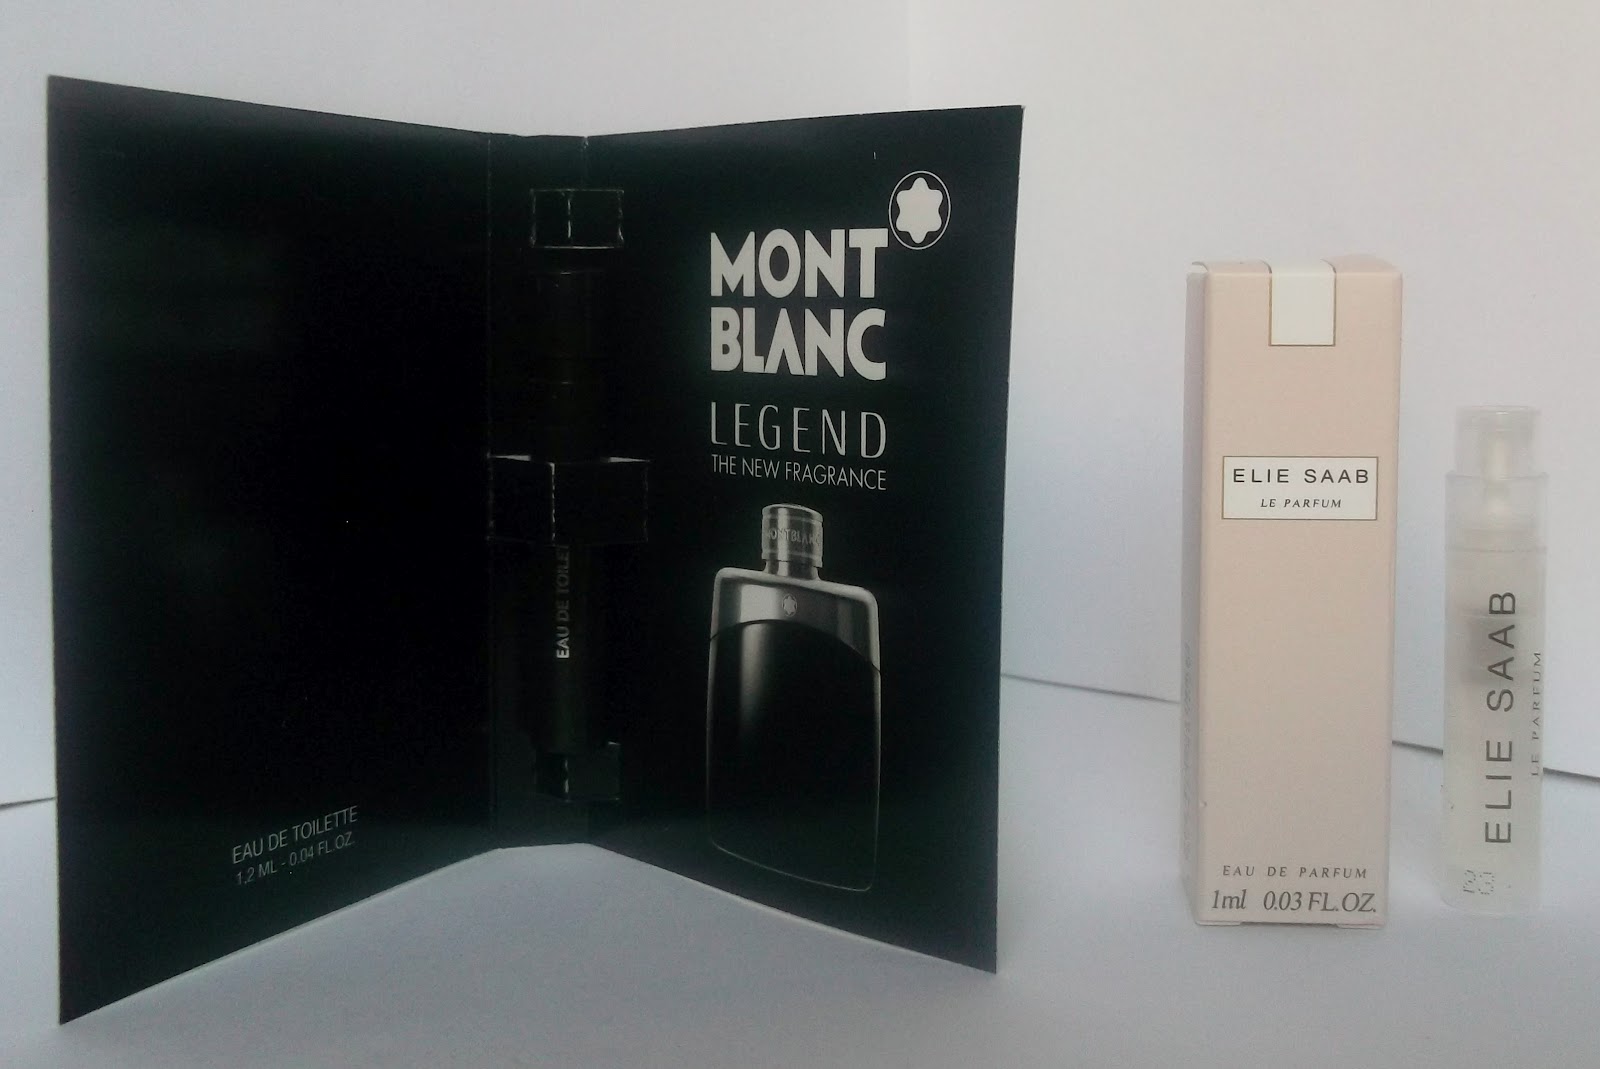 MONT
BLANC
LEGEND
THE NEW FRAGRANCE
MONTBLANC
EAU DE TOILET
EAU DE TOILETTE
1.2 ML - 0.04 FL.OZ.
ELIE SAAB
LE PARFUM
EAU DE PARFUM
1ml 0.03 FL.OZ.
ELIE SAAB
LE PARFUM